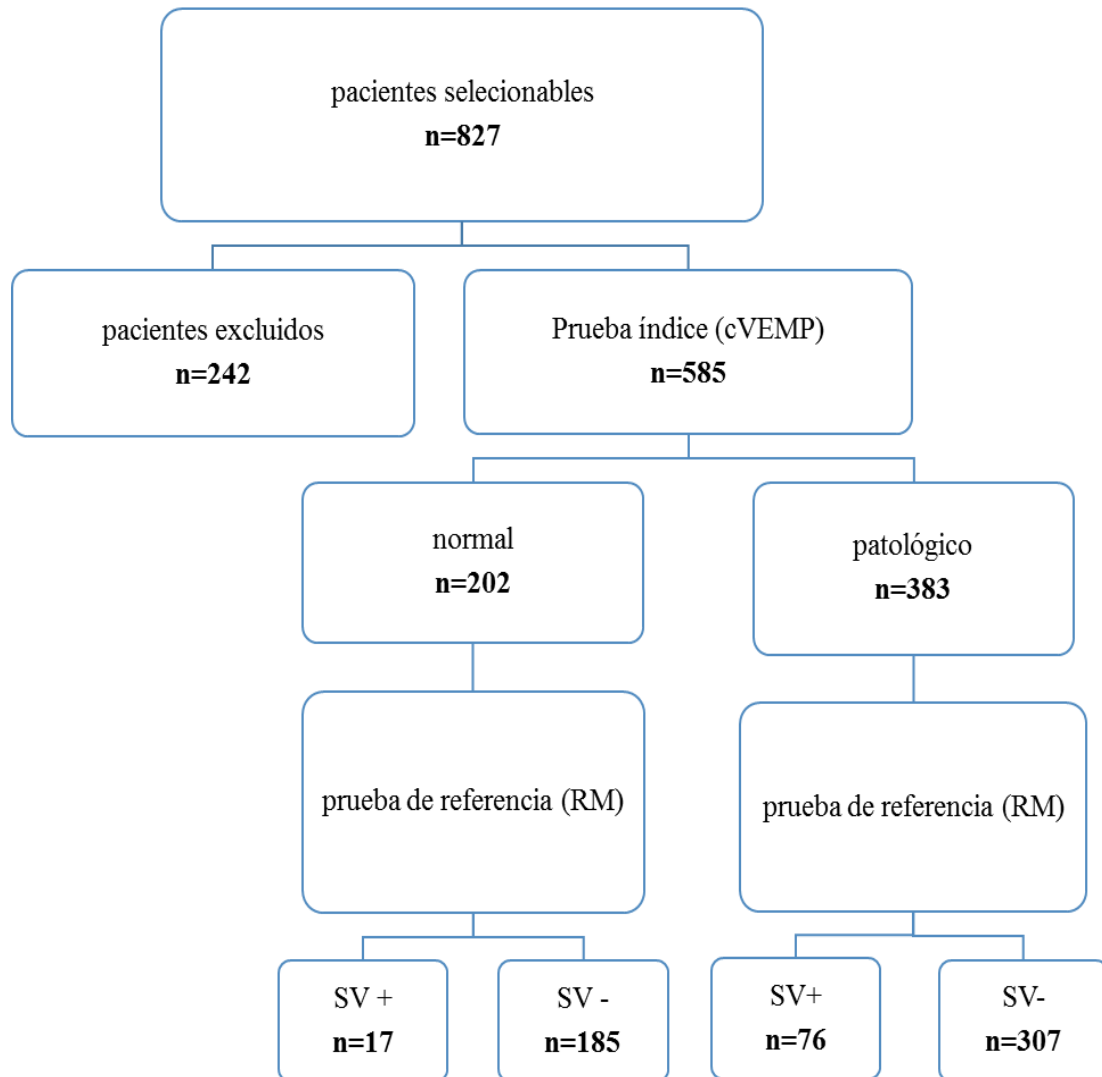 pacientes selecionables
n=827
pacientes excluidos
n=242
Prueba índice (cVEMP)
n=585
normal
n=202
patológico
n=383
prueba de referencia (RM)
prueba de referencia (RM)
SV +
n=17
SV -
n=185
SV+
n=76
SV-
n=307